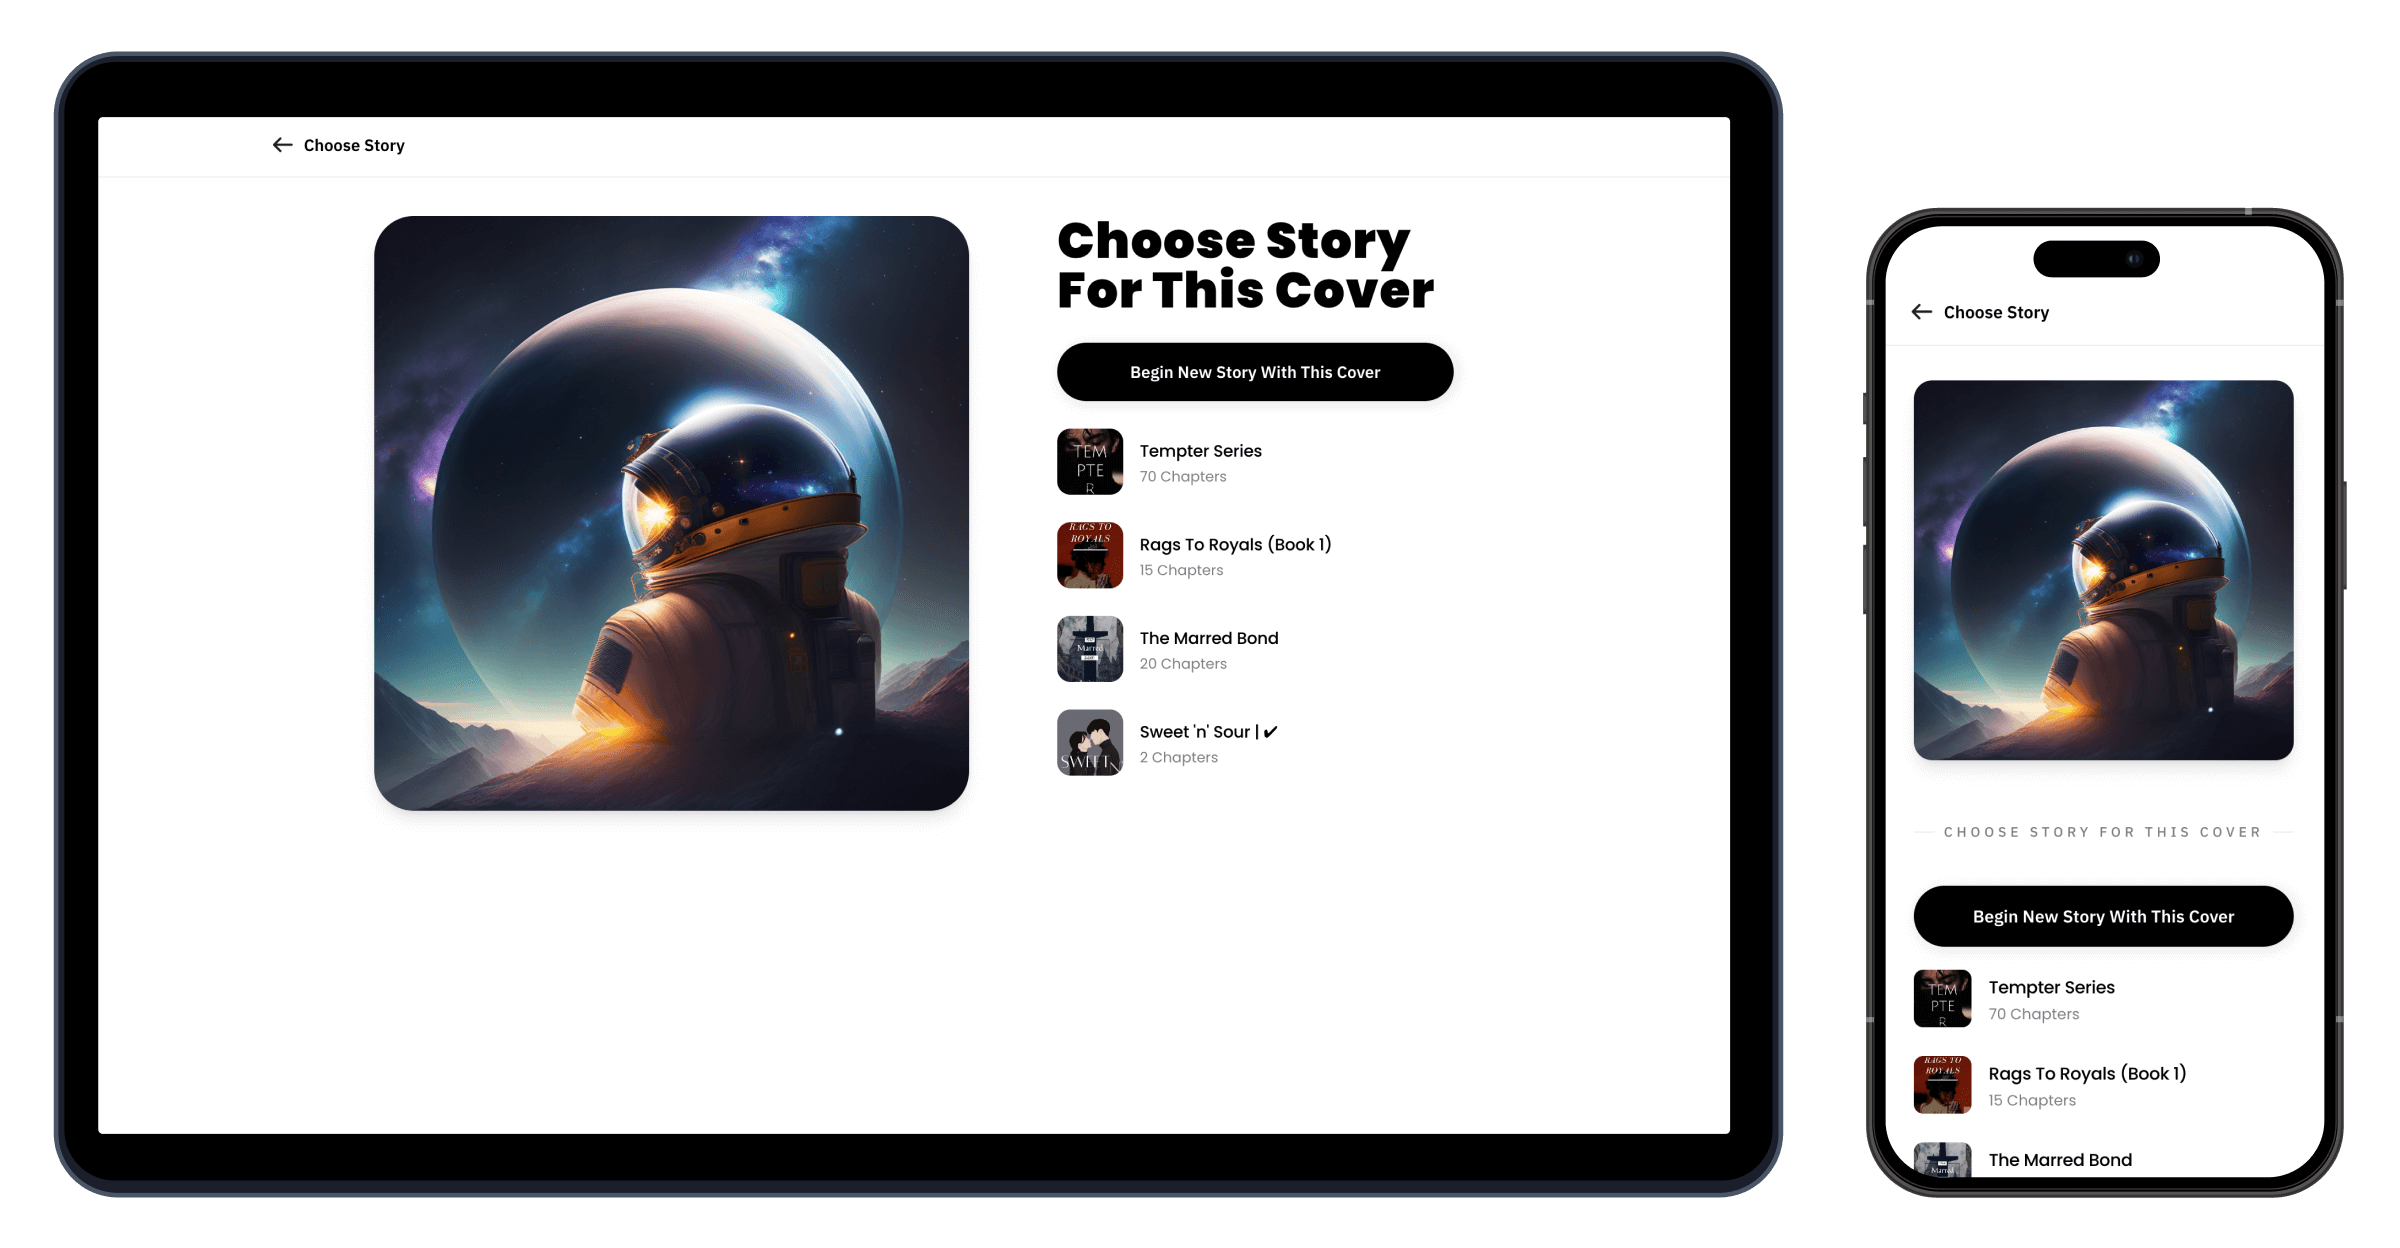 Choose Story
Choose Story
For This Cover
Begin New Story With This Cover
TEM
PTE
R
Tempter Series
70 Chapters
RAGS TO
ROYALS
Rags To Royals (Book 1)
15 Chapters
Marred
The Marred Bond
20 Chapters
SWEET
Sweet 'n' Sour | ✔
2 Chapters
Choose Story
CHOOSE STORY FOR THIS COVER
Begin New Story With This Cover
TEM
PTE
R
Tempter Series
70 Chapters
RAGS TO
ROYALS
Rags To Royals (Book 1)
15 Chapters
Marred
The Marred Bond